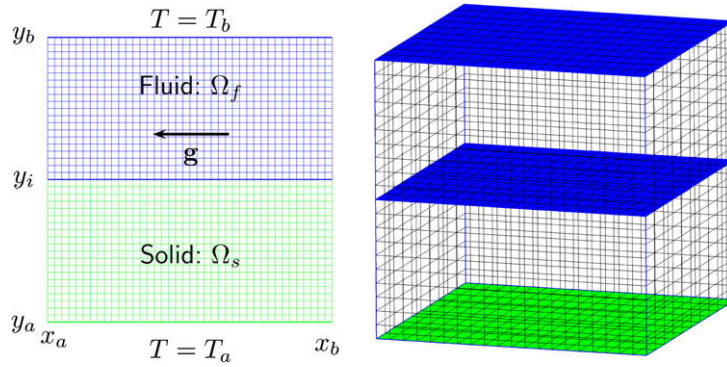 T = T_b
y_b
Fluid: Ω_f
g
y_i
Solid: Ω_s
y_a
x_a
x_b
T = T_a